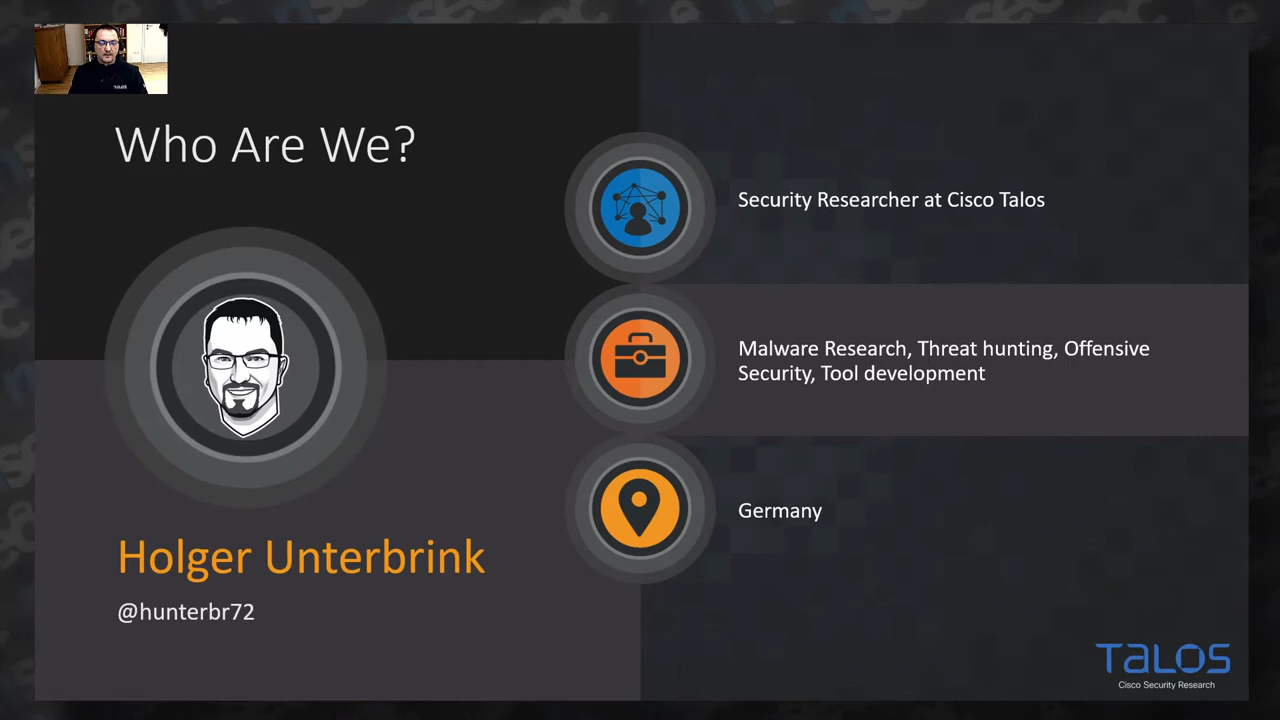 Who Are We?
Security Researcher at Cisco Talos
Malware Research, Threat hunting, Offensive
Security, Tool development
Germany
Holger Unterbrink
@hunterbr72
TALOS
Cisco Security Research